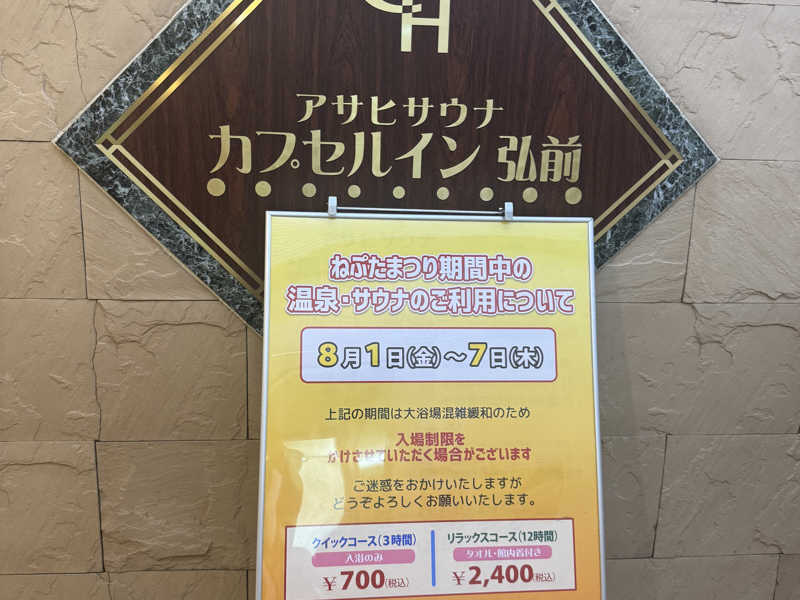 CH
アサヒサウナ
カプセルイン 弘前
ねぷたまつり期間中の
温泉・サウナのご利用について
8月1日(金)～7日(木)
上記の期間は大浴場混雑緩和のため
入場制限を
かけさせていただく場合がございます
ご迷惑をおかけいたしますが
どうぞよろしくお願いいたします。
クイックコース(3時間)
入浴のみ
￥700(税込)
リラックスコース(12時間)
タオル・館内着付き
￥2,400(税込)